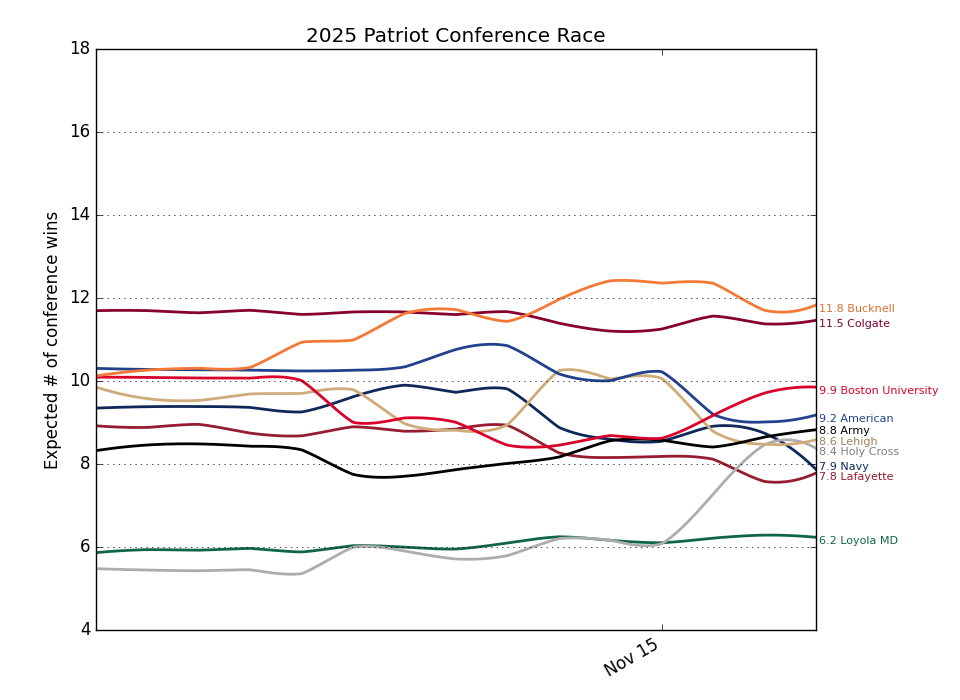 2025 Patriot Conference Race
Expected # of conference wins
18
16
14
12
10
8
6
4
Nov 15
11.8 Bucknell
11.5 Colgate
9.9 Boston University
9.2 American
8.8 Army
8.6 Lehigh
8.4 Holy Cross
7.9 Navy
7.8 Lafayette
6.2 Loyola MD